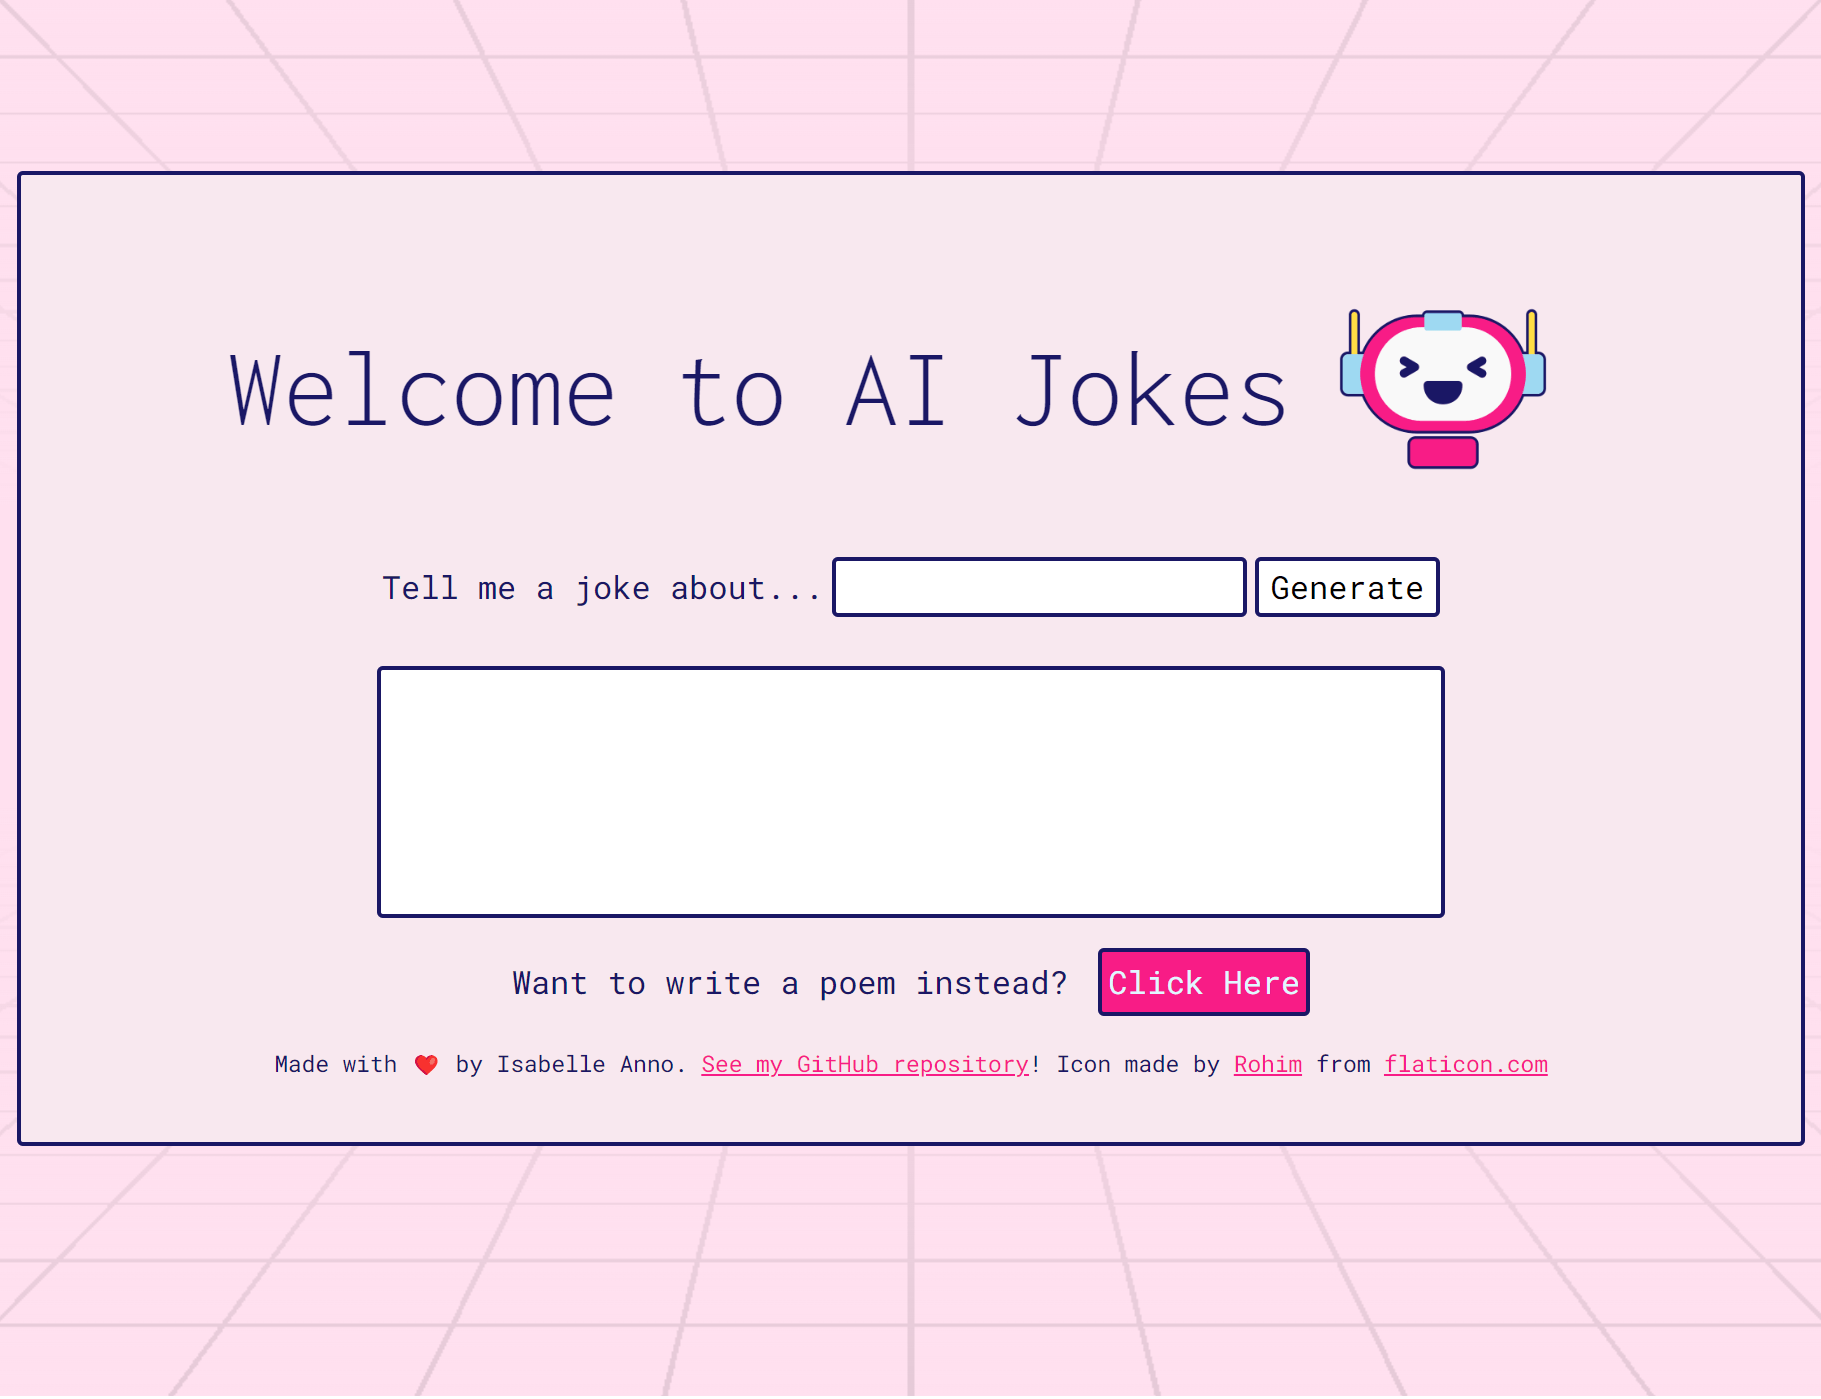 Welcome to AI Jokes
Tell me a joke about... Generate
Want to write a poem instead? Click Here
Made with ❤️ by Isabelle Anno. See my GitHub repository! Icon made by Rohim from flaticon.com